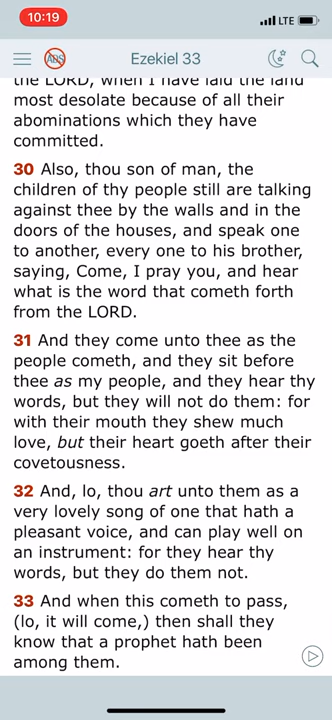 10:19
LTE
ADS
Ezekiel 33
the LORD, when I have laid the land
most desolate because of all their
abominations which they have
committed.
30 Also, thou son of man, the
children of thy people still are talking
against thee by the walls and in the
doors of the houses, and speak one
to another, every one to his brother,
saying, Come, I pray you, and hear
what is the word that cometh forth
from the LORD.
31 And they come unto thee as the
people cometh, and they sit before
thee as my people, and they hear thy
words, but they will not do them: for
with their mouth they shew much
love, but their heart goeth after their
covetousness.
32 And, lo, thou art unto them as a
very lovely song of one that hath a
pleasant voice, and can play well on
an instrument: for they hear thy
words, but they do them not.
33 And when this cometh to pass,
(lo, it will come,) then shall they
know that a prophet hath been
among them.